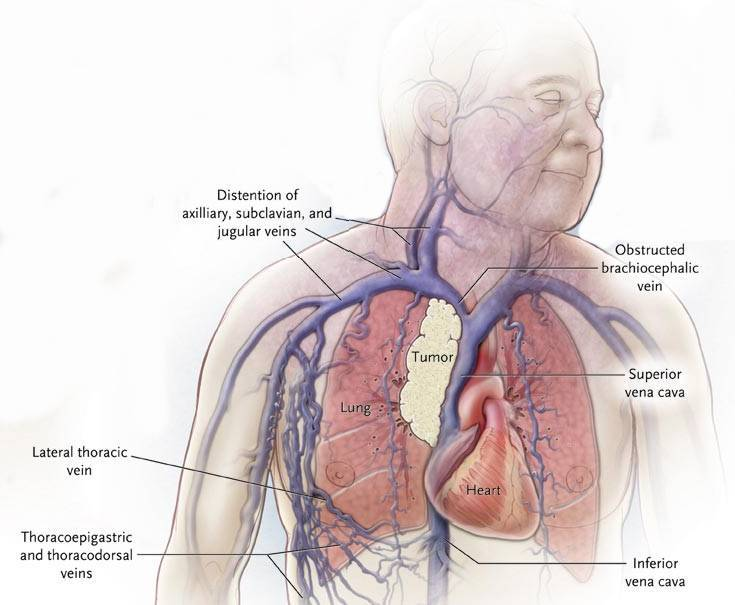 Distention of
axilliary, subclavian, and
jugular veins
Obstructed
brachiocephalic
vein
Tumor
Superior
vena cava
Lung
Lateral thoracic
vein
Heart
Thoracoepigastric
and thoracodorsal
veins
Inferior
vena cava